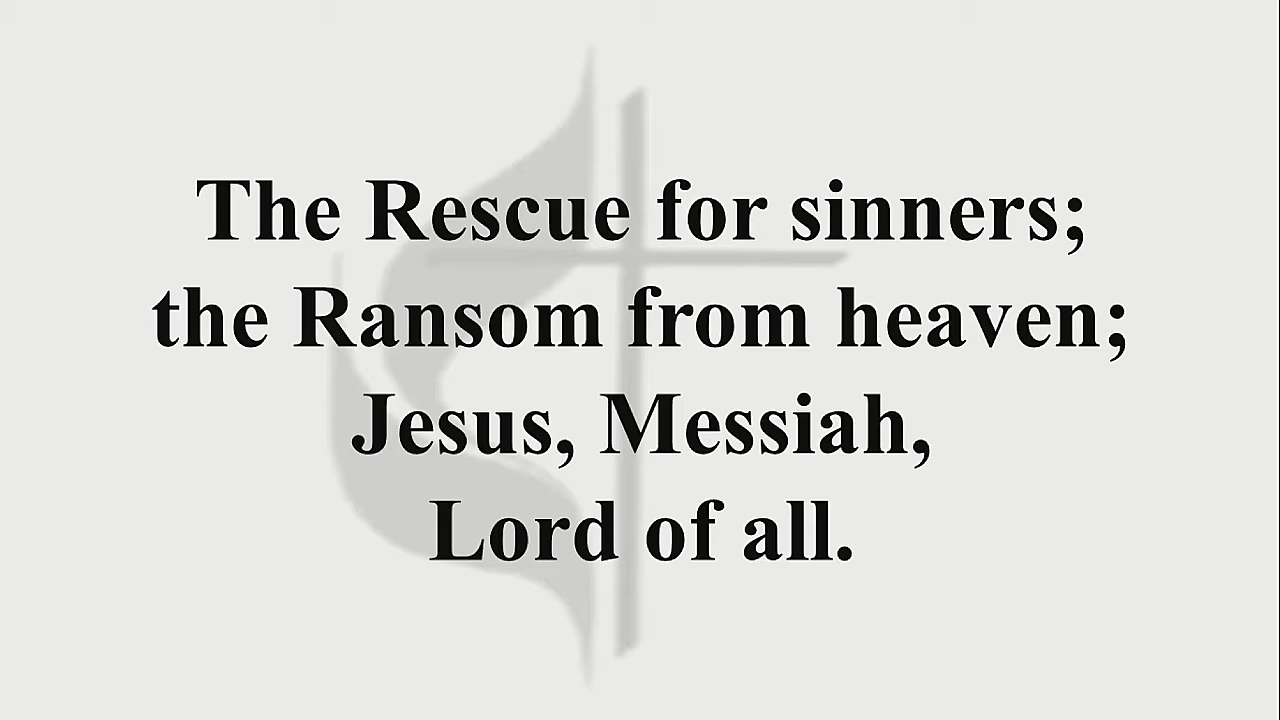 The Rescue for sinners;
the Ransom from heaven;
Jesus, Messiah,
Lord of all.